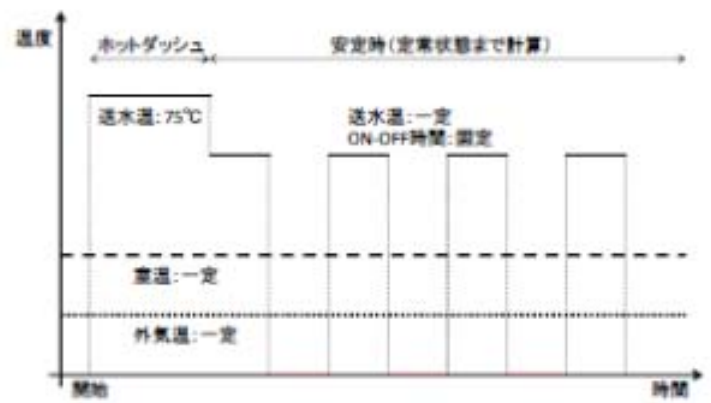 温度
ホットダッシュ
安定時(定常状態まで計算)
送水温:75℃
送水温:一定
ON-OFF時間:固定
室温:一定
外気温:一定
開始
時間